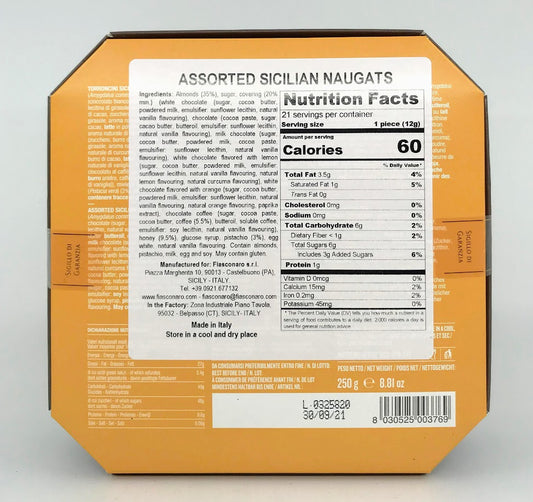 ASSORTED SICILIAN NAUGATS
Ingredients: Almonds (35%), sugar, covering (20%
min.) (white chocolate (sugar, cocoa butter,
powdered milk, emulsifier: sunflower lecithin, natural
vanilla flavouring), chocolate (cocoa paste, sugar,
cocoa butter, butteroil, emulsifier: sunflower lecithin,
natural vanilla flavouring), milk chocolate (sugar,
cocoa butter, powdered milk, cocoa paste,
emulsifier: sunflower lecithin, natural vanilla
flavouring), white chocolate flavored with lemon
(sugar, cocoa butter, powdered milk, emulsifier:
sunflower lecithin, natural vanilla flavouring, natural
lemon flavouring, natural curcuma flavouring), white
chocolate flavored with orange (sugar, cocoa butter,
powdered milk, emulsifier: sunflower lecithin, natural
vanilla flavouring, natural orange flavouring, paprika
extract), chocolate coffee (sugar, cocoa paste,
cocoa butter, coffee (5.5%), butteroil, soluble coffee,
emulsifier: soy lecithin, natural vanilla flavouring),
honey (9.5%), glucose syrup, pistachio (3%), egg
white, natural vanilla flavouring. Contain almonds,
pistachio, milk, egg and soy. May contain gluten.
Manufactured for: Fiasconaro s.r.l.
Piazza Margherita 10, 90013 - Castelbuono (PA),
SICILY - ITALY
Tel. +39.0921.677132
www.fiasconaro.com - fiasconaro@fiasconaro.com
In the Factory: Zona Industriale Piano Tavola,
95032 - Belpasso (CT), SICILY- ITALY
Made in Italy
Store in a cool and dry place
Nutrition Facts
21 servings per container
Serving size 1 piece (12g)
Amount per serving
Calories 60
% Daily Value*
Total Fat 3.5g 4%
Saturated Fat 1g 5%
Trans Fat 0g
Cholesterol 0mg 0%
Sodium 0mg 0%
Total Carbohydrate 6g 2%
Dietary Fiber < 1g 2%
Total Sugars 6g
Includes 3g Added Sugars 6%
Protein 1g
Vitamin D 0mcg 0%
Calcium 15mg 2%
Iron 0.2mg 2%
Potassium 45mg 0%
* The Percent Daily Value (DV) tells you how much a nutrient in a
serving of food contributes to a daily diet. 2,000 calories a day is
used for general nutrition advice.
SIGILLO DI
GARANZIA
SIGILLO DI
GARANZIA
DA CONSUMARSI PREFERIBILMENTE ENTRO FINE / N. DI LOTTO:
BEST BEFORE END / N. LOT:
A CONSOMMER DE PRÉFÉRENCE AVANT FIN / N. DE LOT
MINDESTENS HALTBAR BIS ENDE / ARTIKEL NR.
L-0325820
30/09/21
PESO NETTO / NET WEIGHT / POIDS NET / NETTOGEWICHT:
250 g ℮ 8.81 oz
8 030525 003769